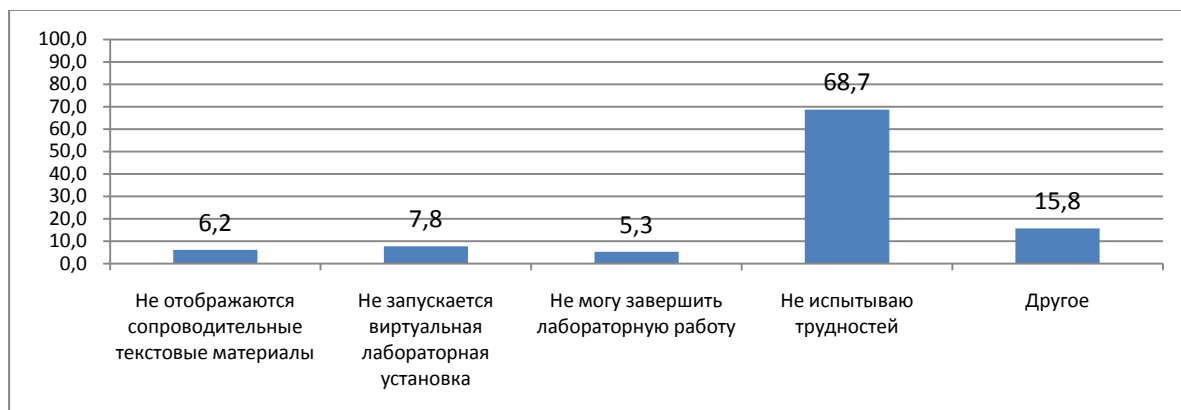 100,0
90,0
80,0
70,0
60,0
50,0
40,0
30,0
20,0
10,0
0,0
6,2
7,8
5,3
68,7
15,8
Не отображаются
сопроводительные
текстовые материалы
Не запускается
виртуальная
лабораторная
установка
Не могу завершить
лабораторную работу
Не испытываю
трудностей
Другое